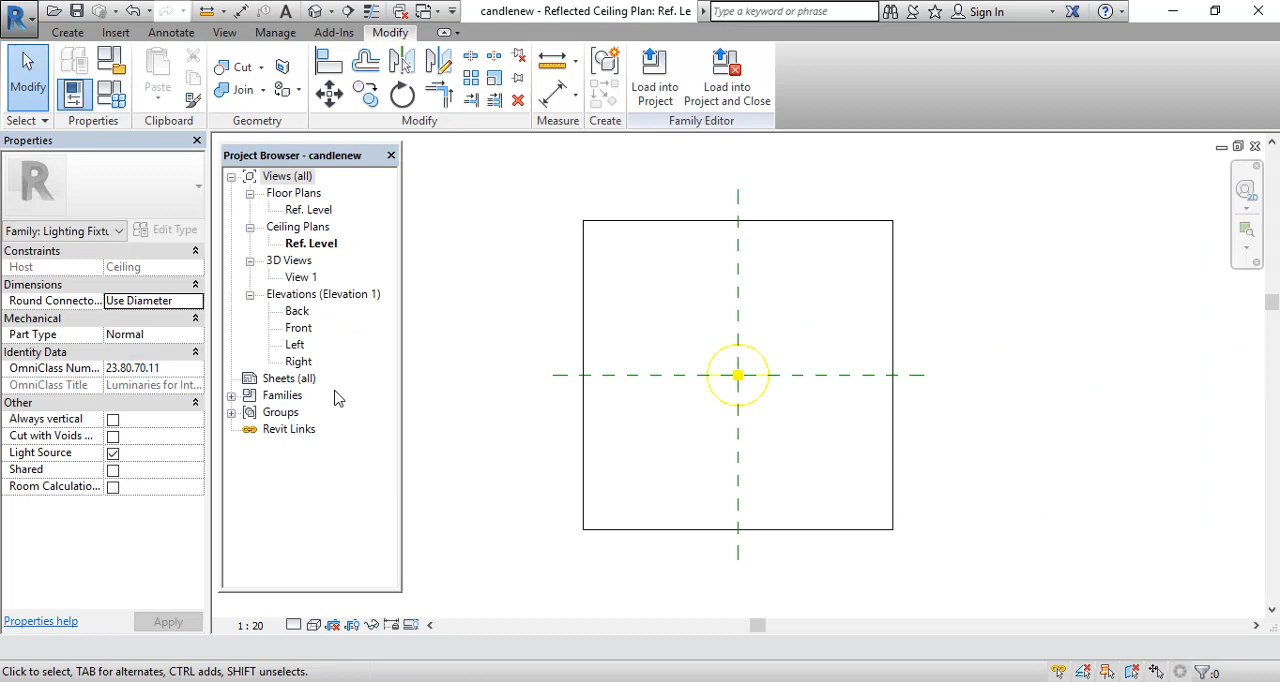 candlenew - Reflected Ceiling Plan: Ref. Le
Type a keyword or phrase
Sign In
Create Insert Annotate View Manage Add-Ins Modify
Modify
Paste
Cut
Join
Load into Project
Load into Project and Close
Select Properties Clipboard Geometry Modify Measure Create Family Editor
Properties
R
Family: Lighting Fixtu
Edit Type
Constraints
Host Ceiling
Dimensions
Round Connecto... Use Diameter
Mechanical
Part Type Normal
Identity Data
OmniClass Num... 23.80.70.11
OmniClass Title Luminaries for Int...
Other
Always vertical
Cut with Voids ...
Light Source
Shared
Room Calculatio...
Properties help
Apply
Project Browser - candlenew
Views (all)
Floor Plans
Ref. Level
Ceiling Plans
Ref. Level
3D Views
View 1
Elevations (Elevation 1)
Back
Front
Left
Right
Sheets (all)
Families
Groups
Revit Links
2D
1 : 20
Click to select, TAB for alternates, CTRL adds, SHIFT unselects.
:0